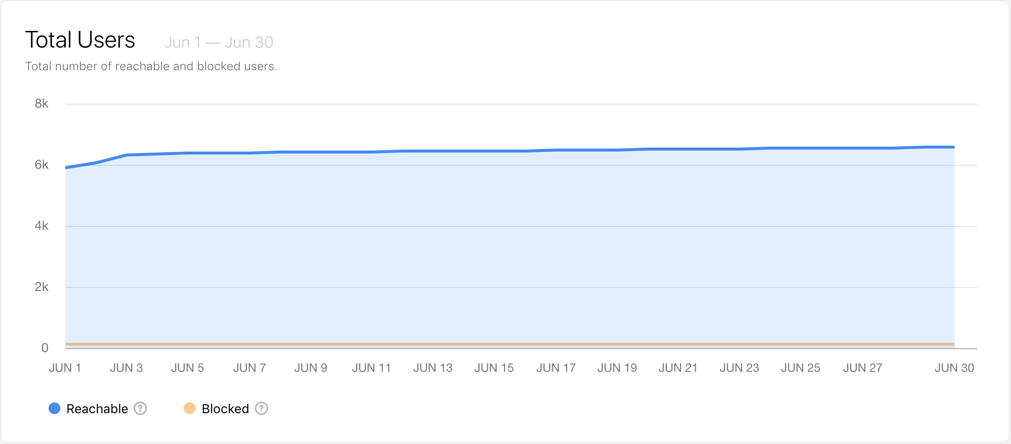 Total Users Jun 1 — Jun 30
Total number of reachable and blocked users.
8k
6k
4k
2k
0
JUN 1 JUN 3 JUN 5 JUN 7 JUN 9 JUN 11 JUN 13 JUN 15 JUN 17 JUN 19 JUN 21 JUN 23 JUN 25 JUN 27 JUN 30
Reachable ? Blocked ?